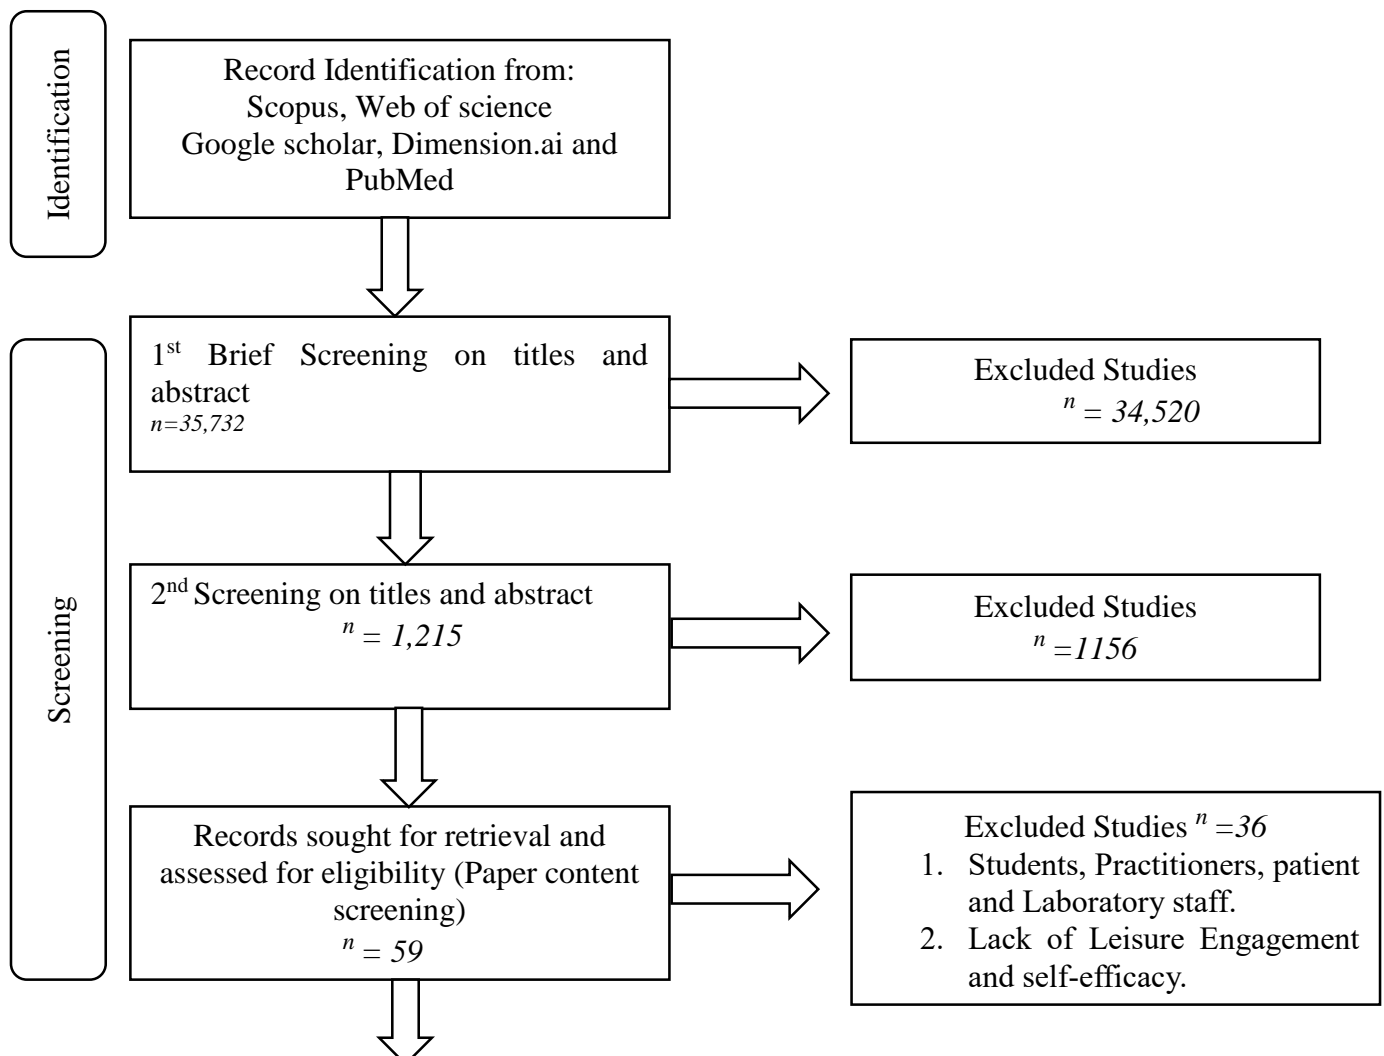 Identification
Record Identification from:
Scopus, Web of science
Google scholar, Dimension.ai and
PubMed
Screening
1st Brief Screening on titles and
abstract
n=35,732
Excluded Studies
n = 34,520
2nd Screening on titles and abstract
n = 1,215
Excluded Studies
n =1156
Records sought for retrieval and
assessed for eligibility (Paper content
screening)
n = 59
Excluded Studies n =36
1. Students, Practitioners, patient
and Laboratory staff.
2. Lack of Leisure Engagement
and self-efficacy.